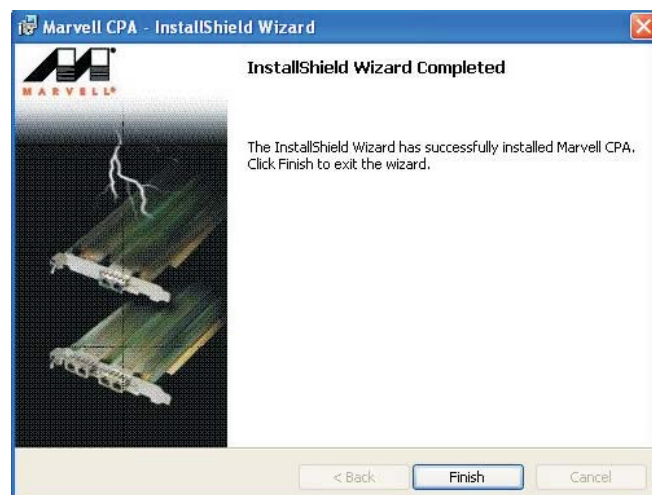 Marvell CPA - InstallShield Wizard
MARVELL®
InstallShield Wizard Completed
The InstallShield Wizard has successfully installed Marvell CPA.
Click Finish to exit the wizard.
< Back
Finish
Cancel